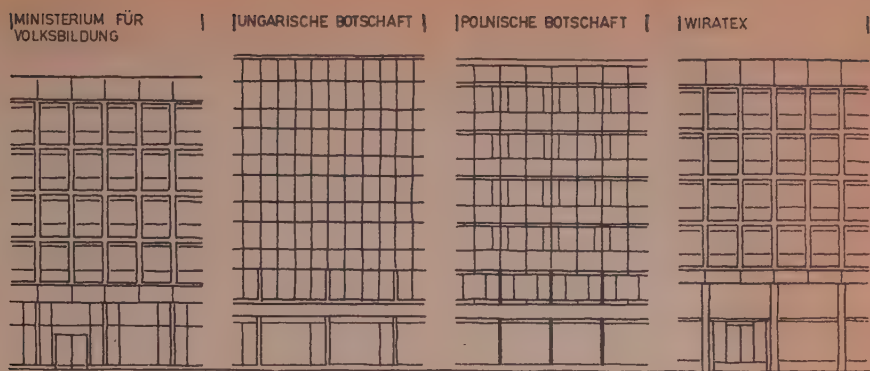 MINISTERIUM FÜR
VOLKSBILDUNG
UNGARISCHE BOTSCHAFT
POLNISCHE BOTSCHAFT
WIRATEX